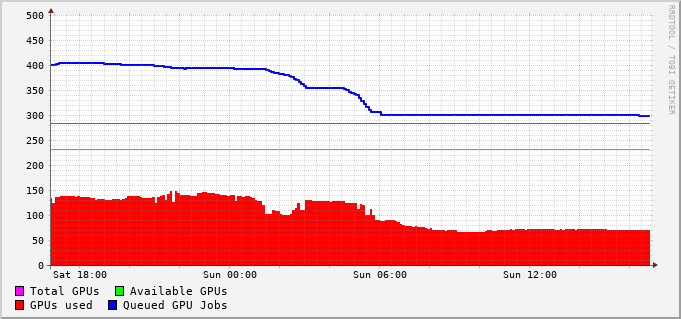 500
450
400
350
300
250
200
150
100
50
0
Sat 18:00 Sun 00:00 Sun 06:00 Sun 12:00
Total GPUs Available GPUs
GPUs used Queued GPU Jobs
RRDTOOL / TOBI OETIKER